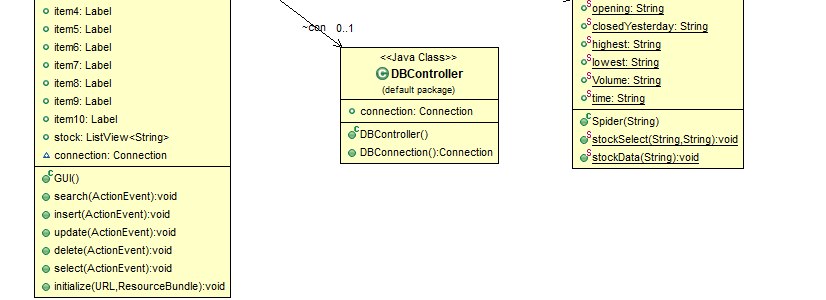 item4: Label
item5: Label
item6: Label
item7: Label
item8: Label
item9: Label
item10: Label
stock: ListView<String>
connection: Connection
GUI()
search(ActionEvent):void
insert(ActionEvent):void
update(ActionEvent):void
delete(ActionEvent):void
select(ActionEvent):void
initialize(URL,ResourceBundle):void
~con 0..1
<<Java Class>>
DBController
(default package)
connection: Connection
DBController()
DBConnection():Connection
opening: String
closedYesterday: String
highest: String
lowest: String
Volume: String
time: String
Spider(String)
stockSelect(String,String):void
stockData(String):void